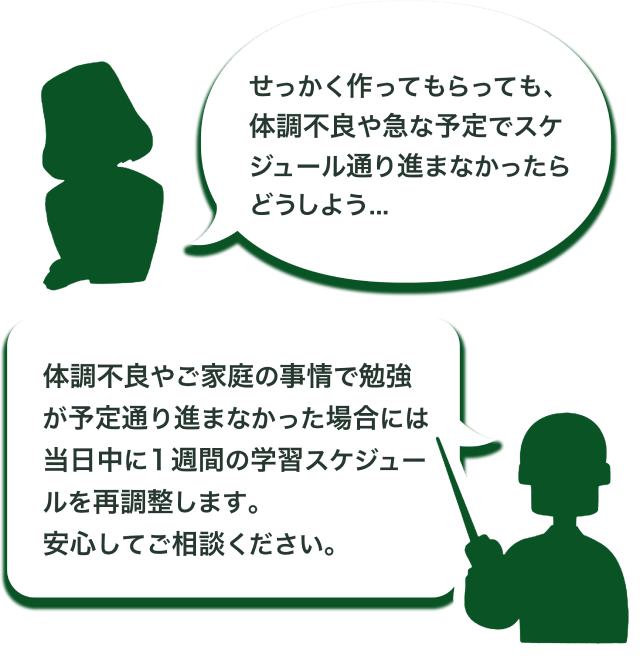 せっかく作ってもらっても、
体調不良や急な予定でスケ
ジュール通り進まなかったら
どうしよう...
体調不良やご家庭の事情で勉強
が予定通り進まなかった場合には
当日中に1週間の学習スケジュー
ルを再調整します。
安心してご相談ください。